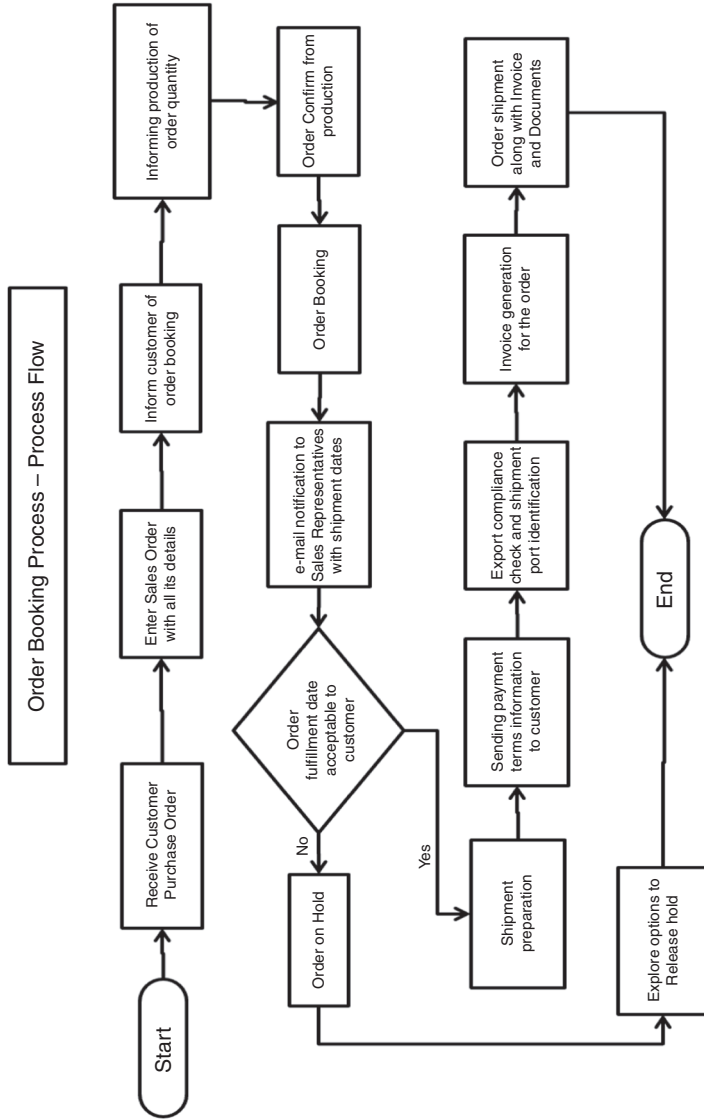 Order Booking Process – Process Flow
Start
Receive Customer
Purchase Order
Enter Sales Order
with all its details
Inform customer of
order booking
Informing production of
order quantity
Order Confirm from
production
Order Booking
e-mail notification to
Sales Representatives
with shipment dates
Order
fulfillment date
acceptable to
customer
No
Order on Hold
Yes
Shipment
preparation
Sending payment
terms information
to customer
Export compliance
check and shipment
port identification
Invoice generation
for the order
Order shipment
along with Invoice
and Documents
Explore options to
Release hold
End